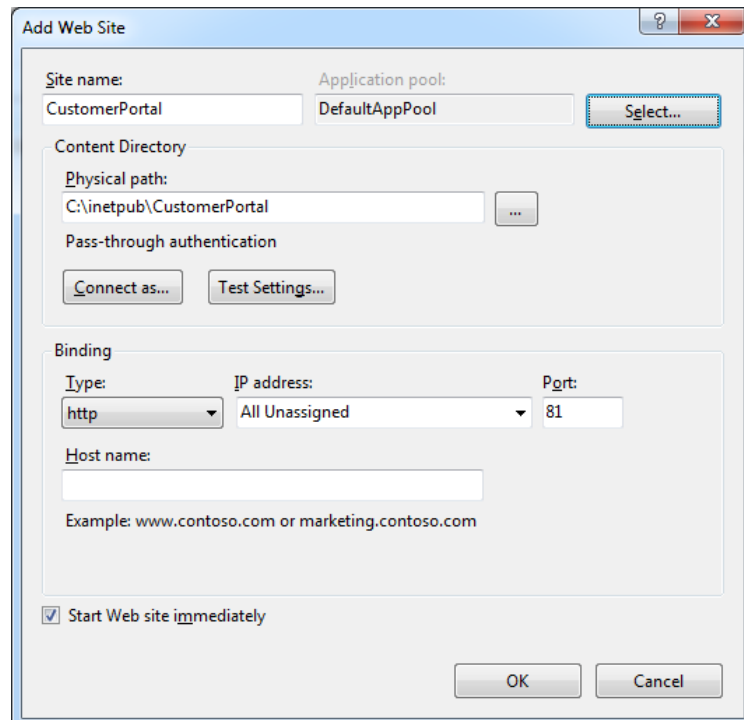 Add Web Site
Site name:
Application pool:
CustomerPortal
DefaultAppPool
Select...
Content Directory
Physical path:
C:\inetpub\CustomerPortal
...
Pass-through authentication
Connect as...
Test Settings...
Binding
Type:
IP address:
Port:
http
All Unassigned
81
Host name:
Example: www.contoso.com or marketing.contoso.com
Start Web site immediately
OK
Cancel